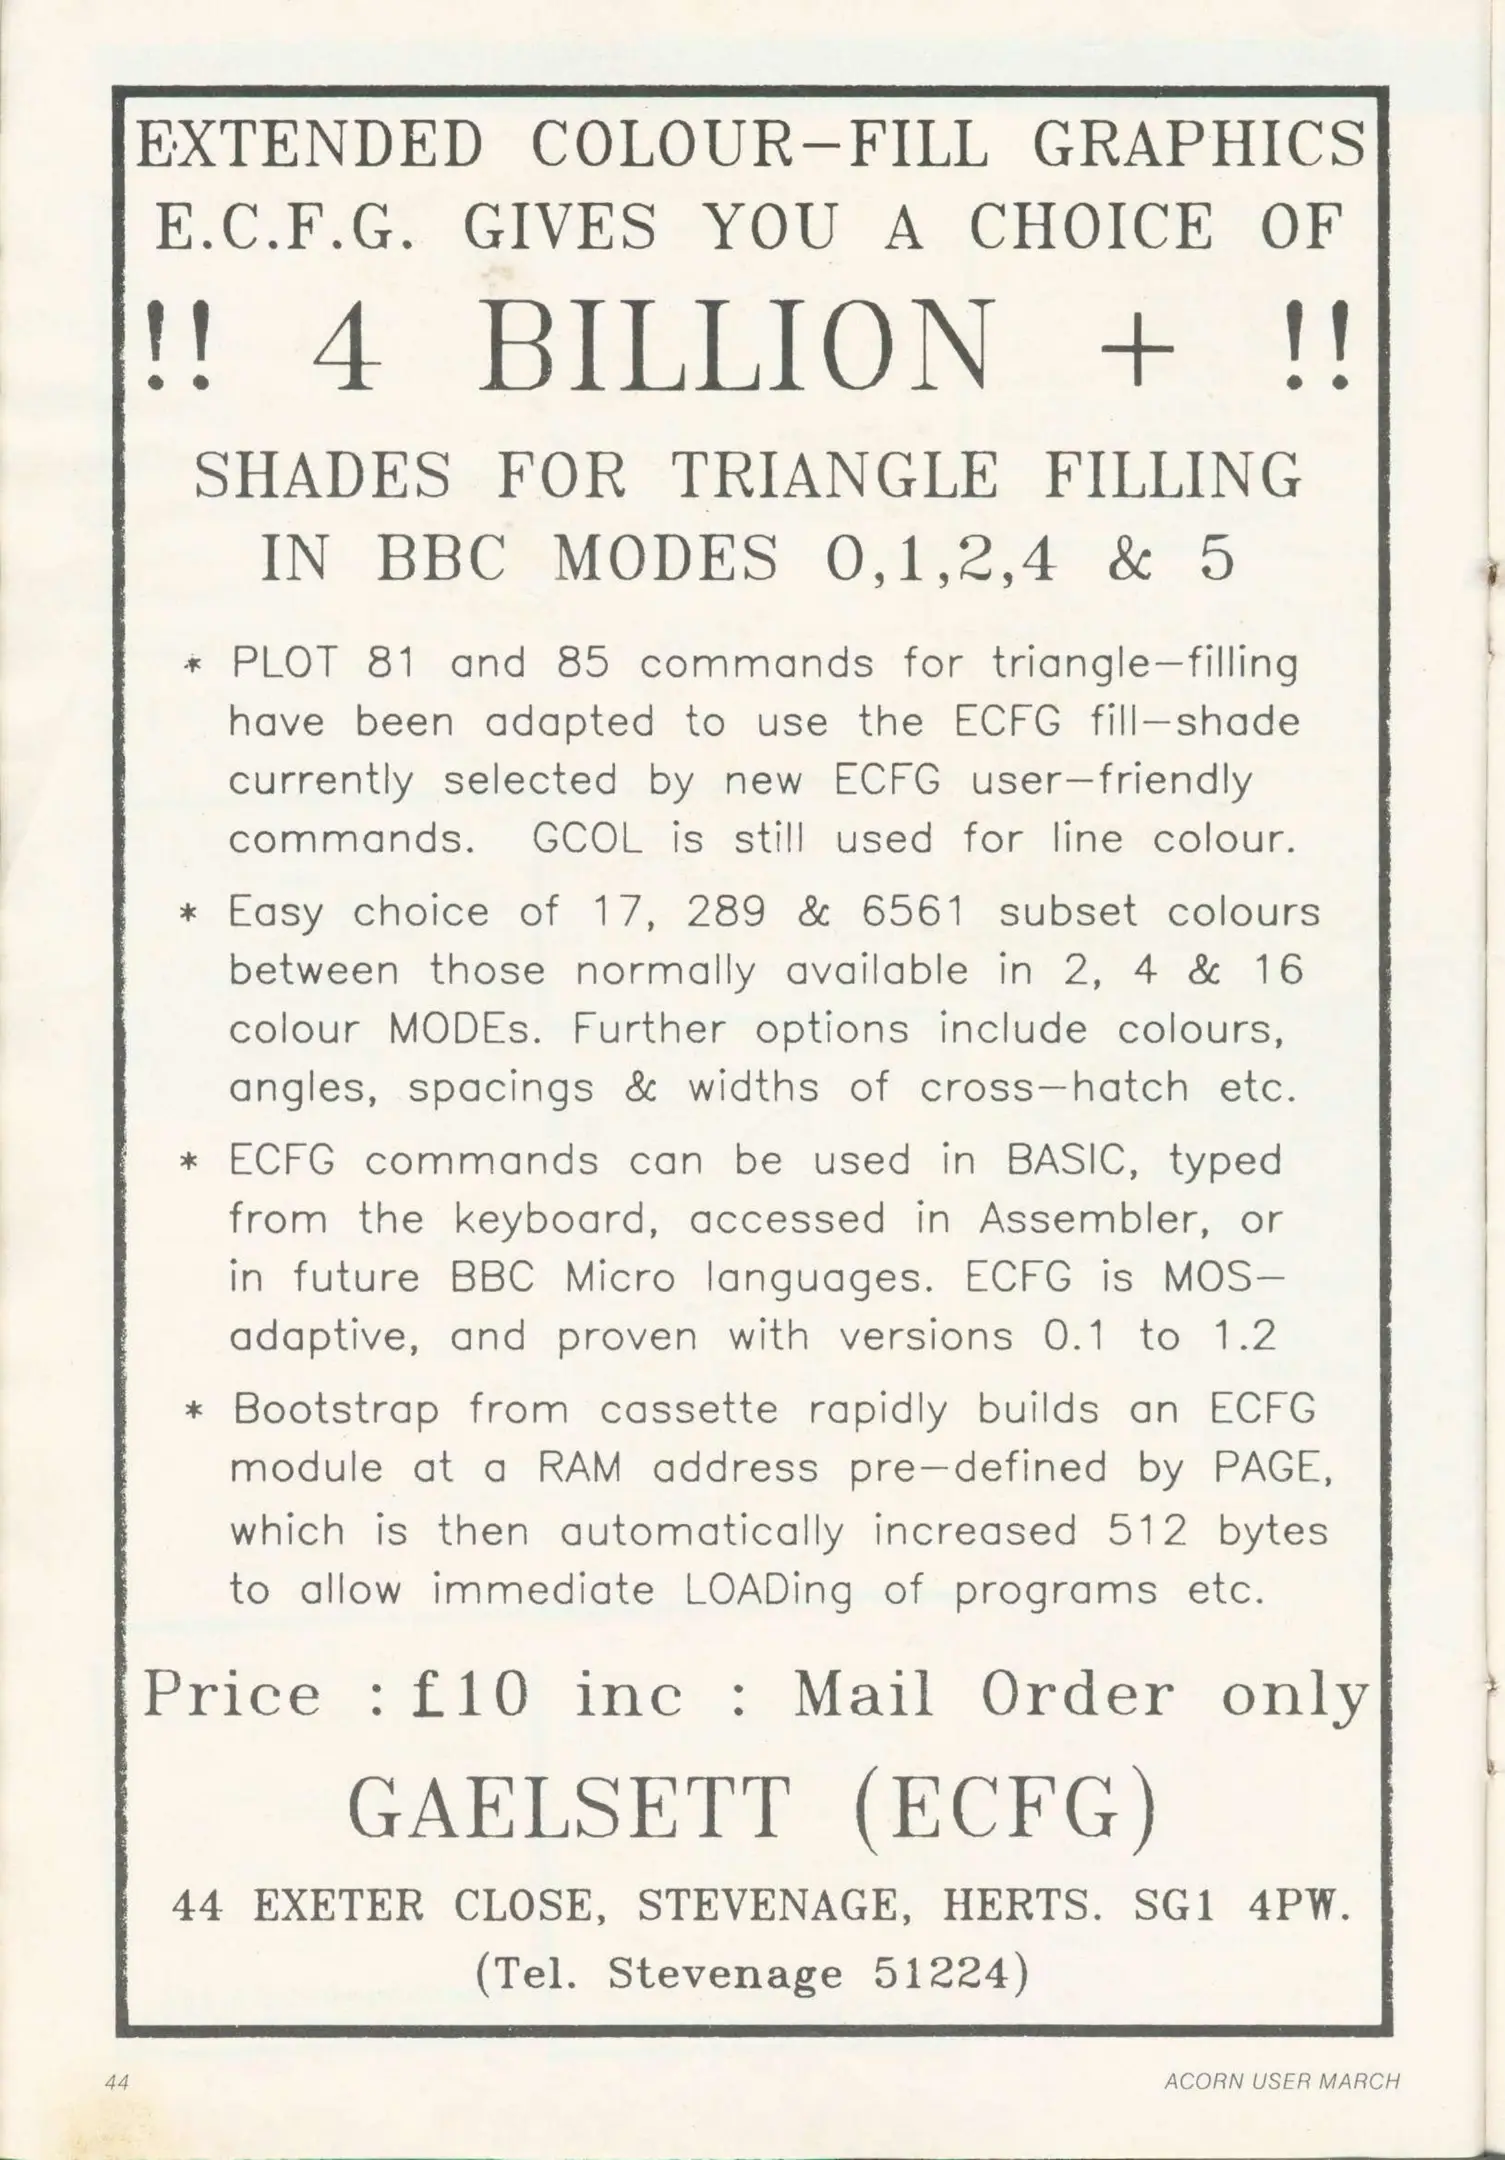 EXTENDED COLOUR-FILL GRAPHICS
E.C.F.G. GIVES YOU A CHOICE OF
!! 4 BILLION + !!
SHADES FOR TRIANGLE FILLING
IN BBC MODES 0,1,2,4 & 5
* PLOT 81 and 85 commands for triangle-filling
have been adapted to use the ECFG fill-shade
currently selected by new ECFG user-friendly
commands. GCOL is still used for line colour.
* Easy choice of 17, 289 & 6561 subset colours
between those normally available in 2, 4 & 16
colour MODEs. Further options include colours,
angles, spacings & widths of cross-hatch etc.
* ECFG commands can be used in BASIC, typed
from the keyboard, accessed in Assembler, or
in future BBC Micro languages. ECFG is MOS-
adaptive, and proven with versions 0.1 to 1.2
* Bootstrap from cassette rapidly builds an ECFG
module at a RAM address pre-defined by PAGE,
which is then automatically increased 512 bytes
to allow immediate LOADing of programs etc.
Price : £10 inc : Mail Order only
GAELSETT (ECFG)
44 EXETER CLOSE, STEVENAGE, HERTS. SG1 4PW.
(Tel. Stevenage 51224)
44
ACORN USER MARCH